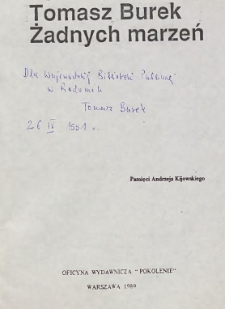 Tomasz Burek
Żadnych marzeń
Dla Wojewódzkiej Biblioteki Publicznej
w Radomiu
Tomasz Burek
26 IV 1991 r.
Pamięci Andrzeja Kijowskiego
OFICYNA WYDAWNICZA "POKOLENIE"
WARSZAWA 1989